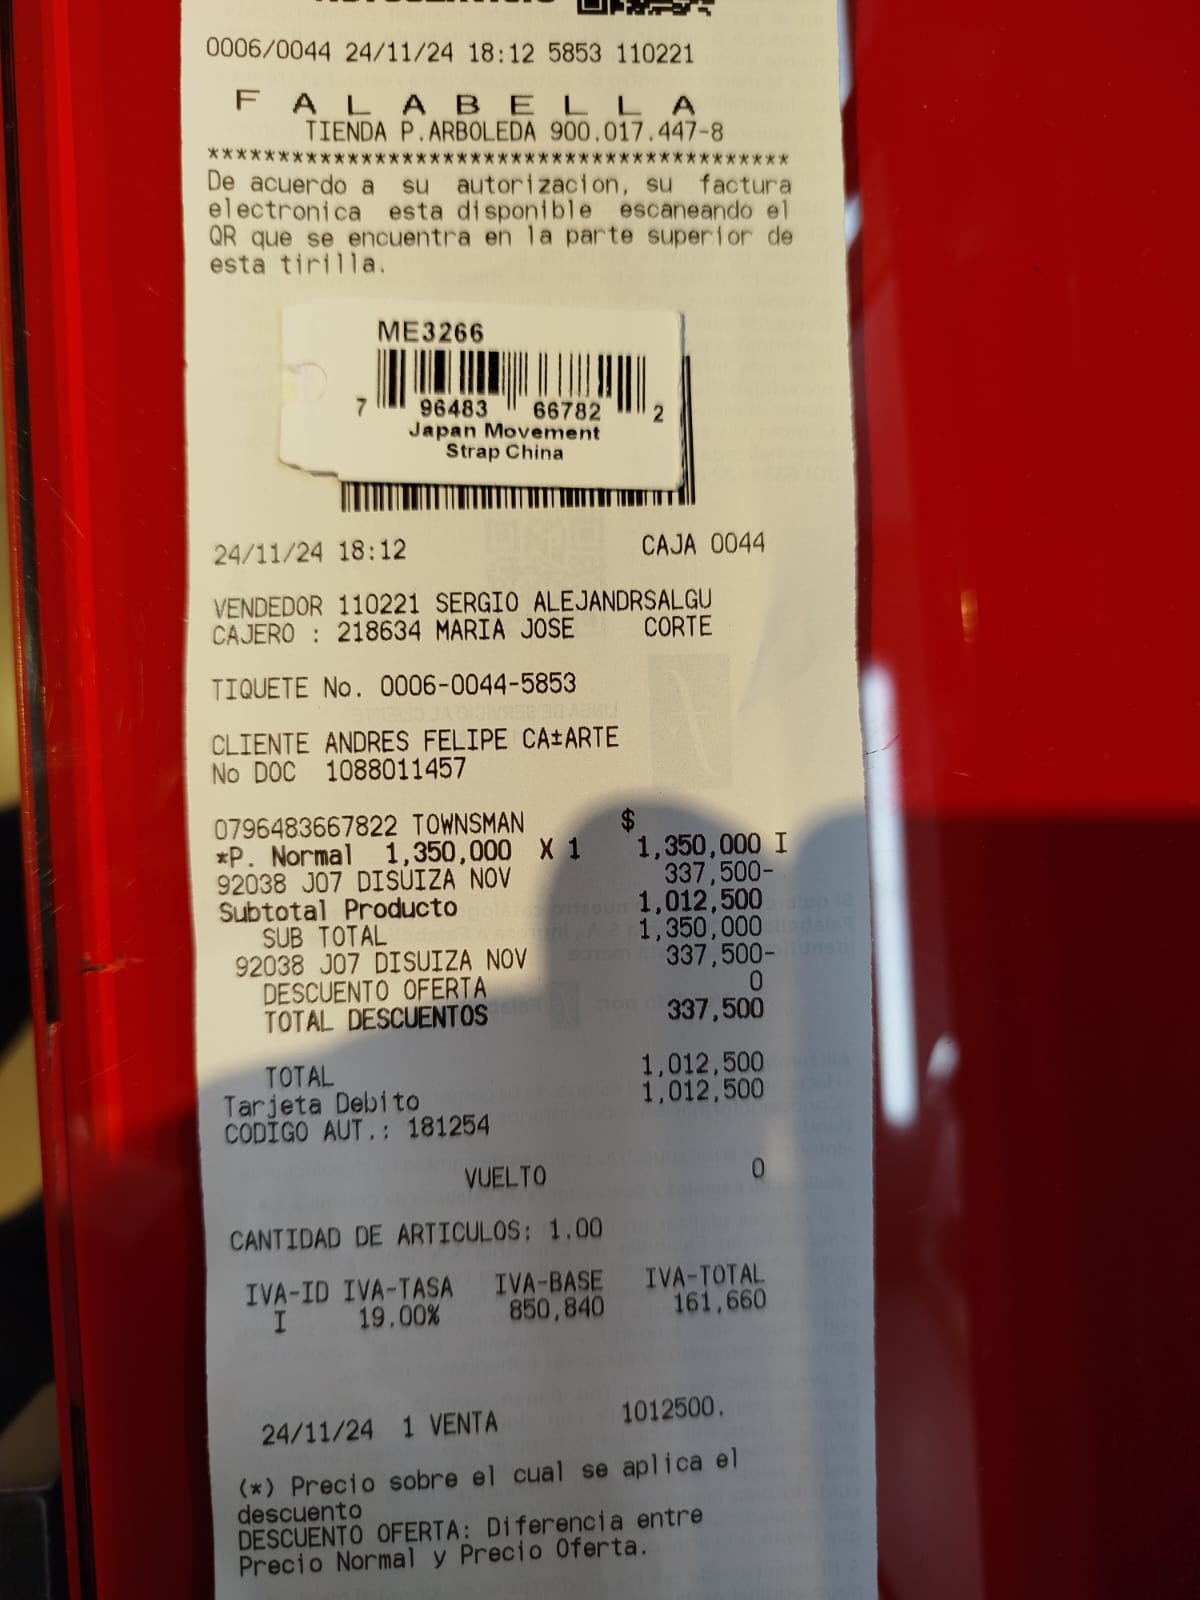 0006/0044 24/11/24 18:12 5853 110221
F A L A B E L L A
TIENDA P.ARBOLEDA 900.017.447-8
******************************************
De acuerdo a su autorizacion, su factura
electronica esta disponible escaneando el
QR que se encuentra en la parte superior de
esta tirilla.
ME3266
7 96483 66782 2
Japan Movement
Strap China
24/11/24 18:12 CAJA 0044
VENDEDOR 110221 SERGIO ALEJANDRSALGU
CAJERO : 218634 MARIA JOSE CORTE
TIQUETE No. 0006-0044-5853
CLIENTE ANDRES FELIPE CA±ARTE
No DOC 1088011457
0796483667822 TOWNSMAN $
*P. Normal 1,350,000 X 1 1,350,000 I
92038 J07 DISUIZA NOV 337,500-
Subtotal Producto 1,012,500
SUB TOTAL 1,350,000
92038 J07 DISUIZA NOV 337,500-
DESCUENTO OFERTA 0
TOTAL DESCUENTOS 337,500
TOTAL 1,012,500
Tarjeta Debito 1,012,500
CODIGO AUT.: 181254
VUELTO 0
CANTIDAD DE ARTICULOS: 1.00
IVA-ID IVA-TASA IVA-BASE IVA-TOTAL
I 19.00% 850,840 161,660
24/11/24 1 VENTA 1012500.
(*) Precio sobre el cual se aplica el
descuento
DESCUENTO OFERTA: Diferencia entre
Precio Normal y Precio Oferta.